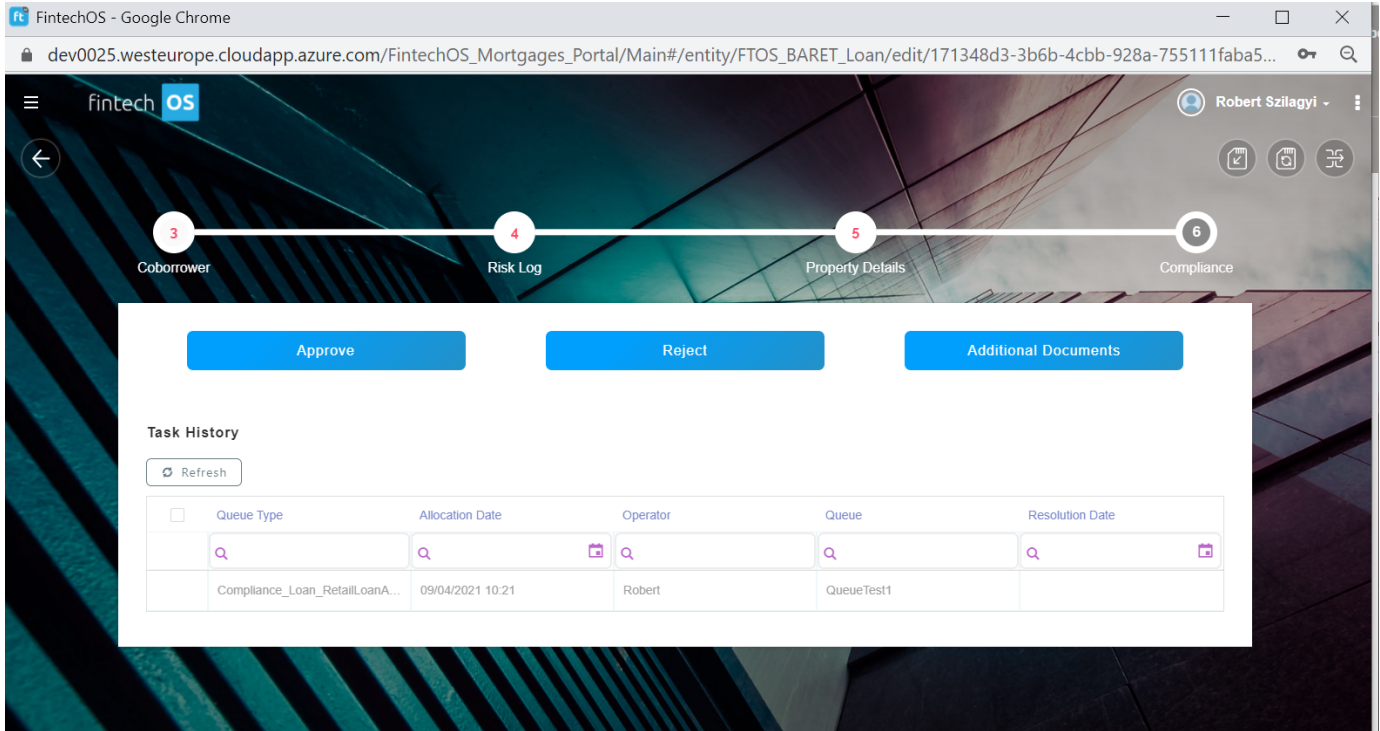 FintechOS - Google Chrome
dev0025.westeurope.cloudapp.azure.com/FintechOS_Mortgages_Portal/Main#/entity/FTOS_BARET_Loan/edit/171348d3-3b6b-4cbb-928a-755111faba5...
fintech OS
Robert Szilagyi
3 4 5 6
Coborrower Risk Log Property Details Compliance
Approve Reject Additional Documents
Task History
Refresh
Queue Type Allocation Date Operator Queue Resolution Date
Compliance_Loan_RetailLoanA... 09/04/2021 10:21 Robert QueueTest1